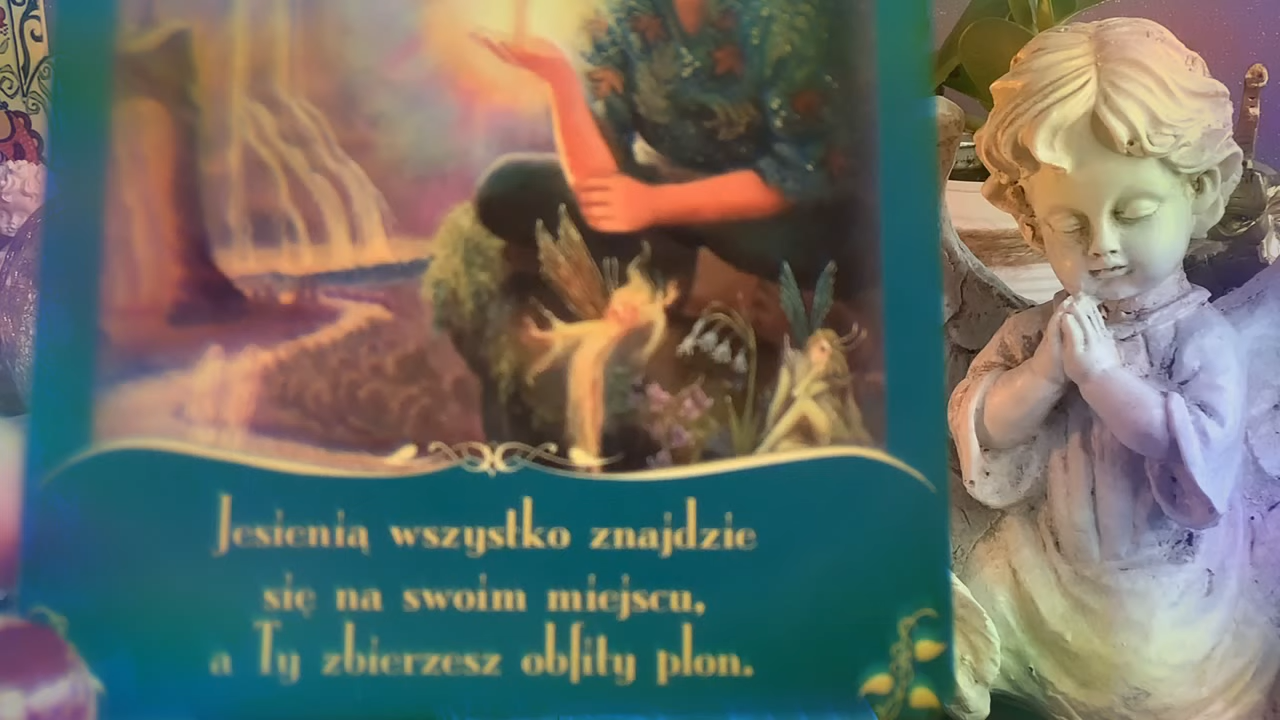 Jesienią wszystko znajdzie
się na swoim miejscu,
a Ty zbierzesz obfity plon.